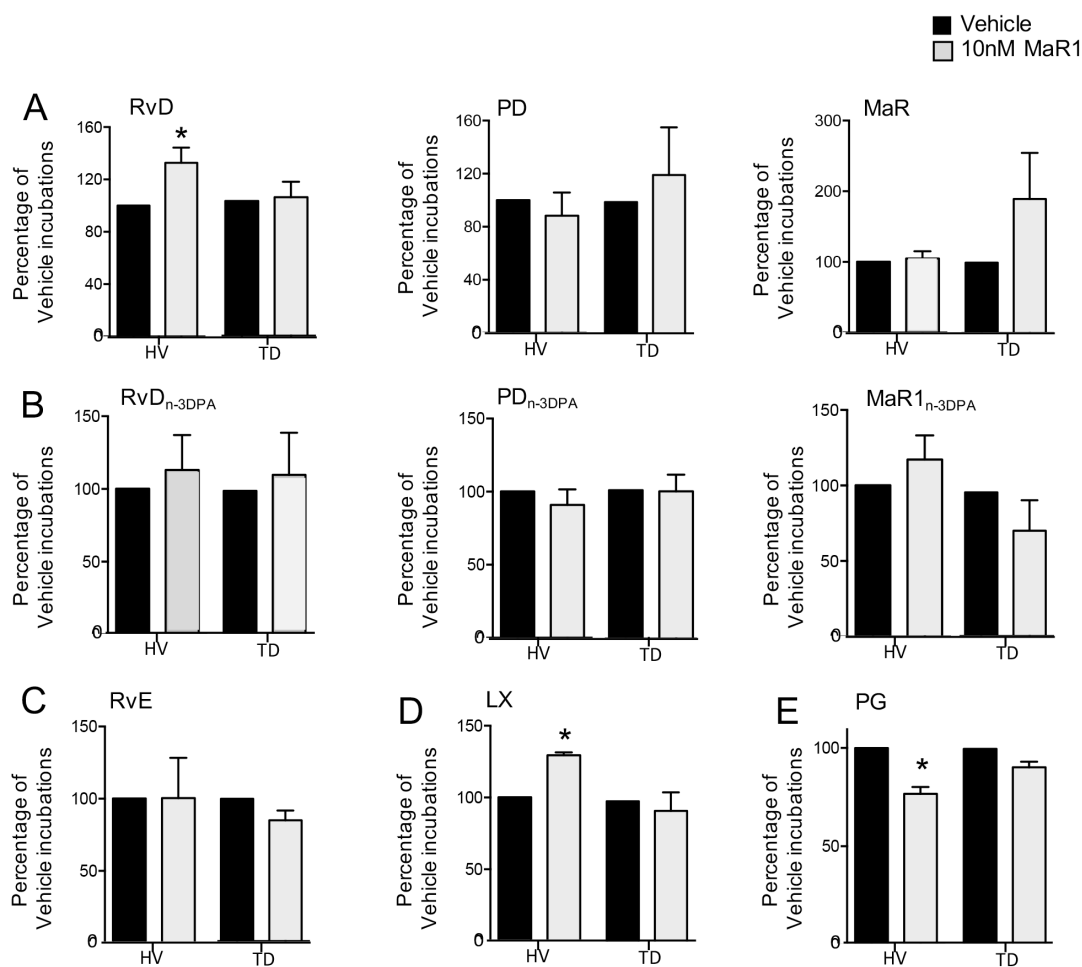 Vehicle
10nM MaR1
A
RvD
Percentage of
Vehicle incubations
160
120
80
40
0
*
HV
TD
PD
Percentage of
Vehicle incubations
160
120
80
40
0
HV
TD
MaR
Percentage of
Vehicle incubations
300
200
100
0
HV
TD
B
RvDn-3DPA
Percentage of
Vehicle incubations
150
100
50
0
HV
TD
PDn-3DPA
Percentage of
Vehicle incubations
150
100
50
0
HV
TD
MaR1n-3DPA
Percentage of
Vehicle incubations
150
100
50
0
HV
TD
C
RvE
Percentage of
Vehicle incubations
150
100
50
0
HV
TD
D
LX
Percentage of
Vehicle incubations
150
100
50
0
*
HV
TD
E
PG
Percentage of
Vehicle incubations
100
50
0
*
HV
TD